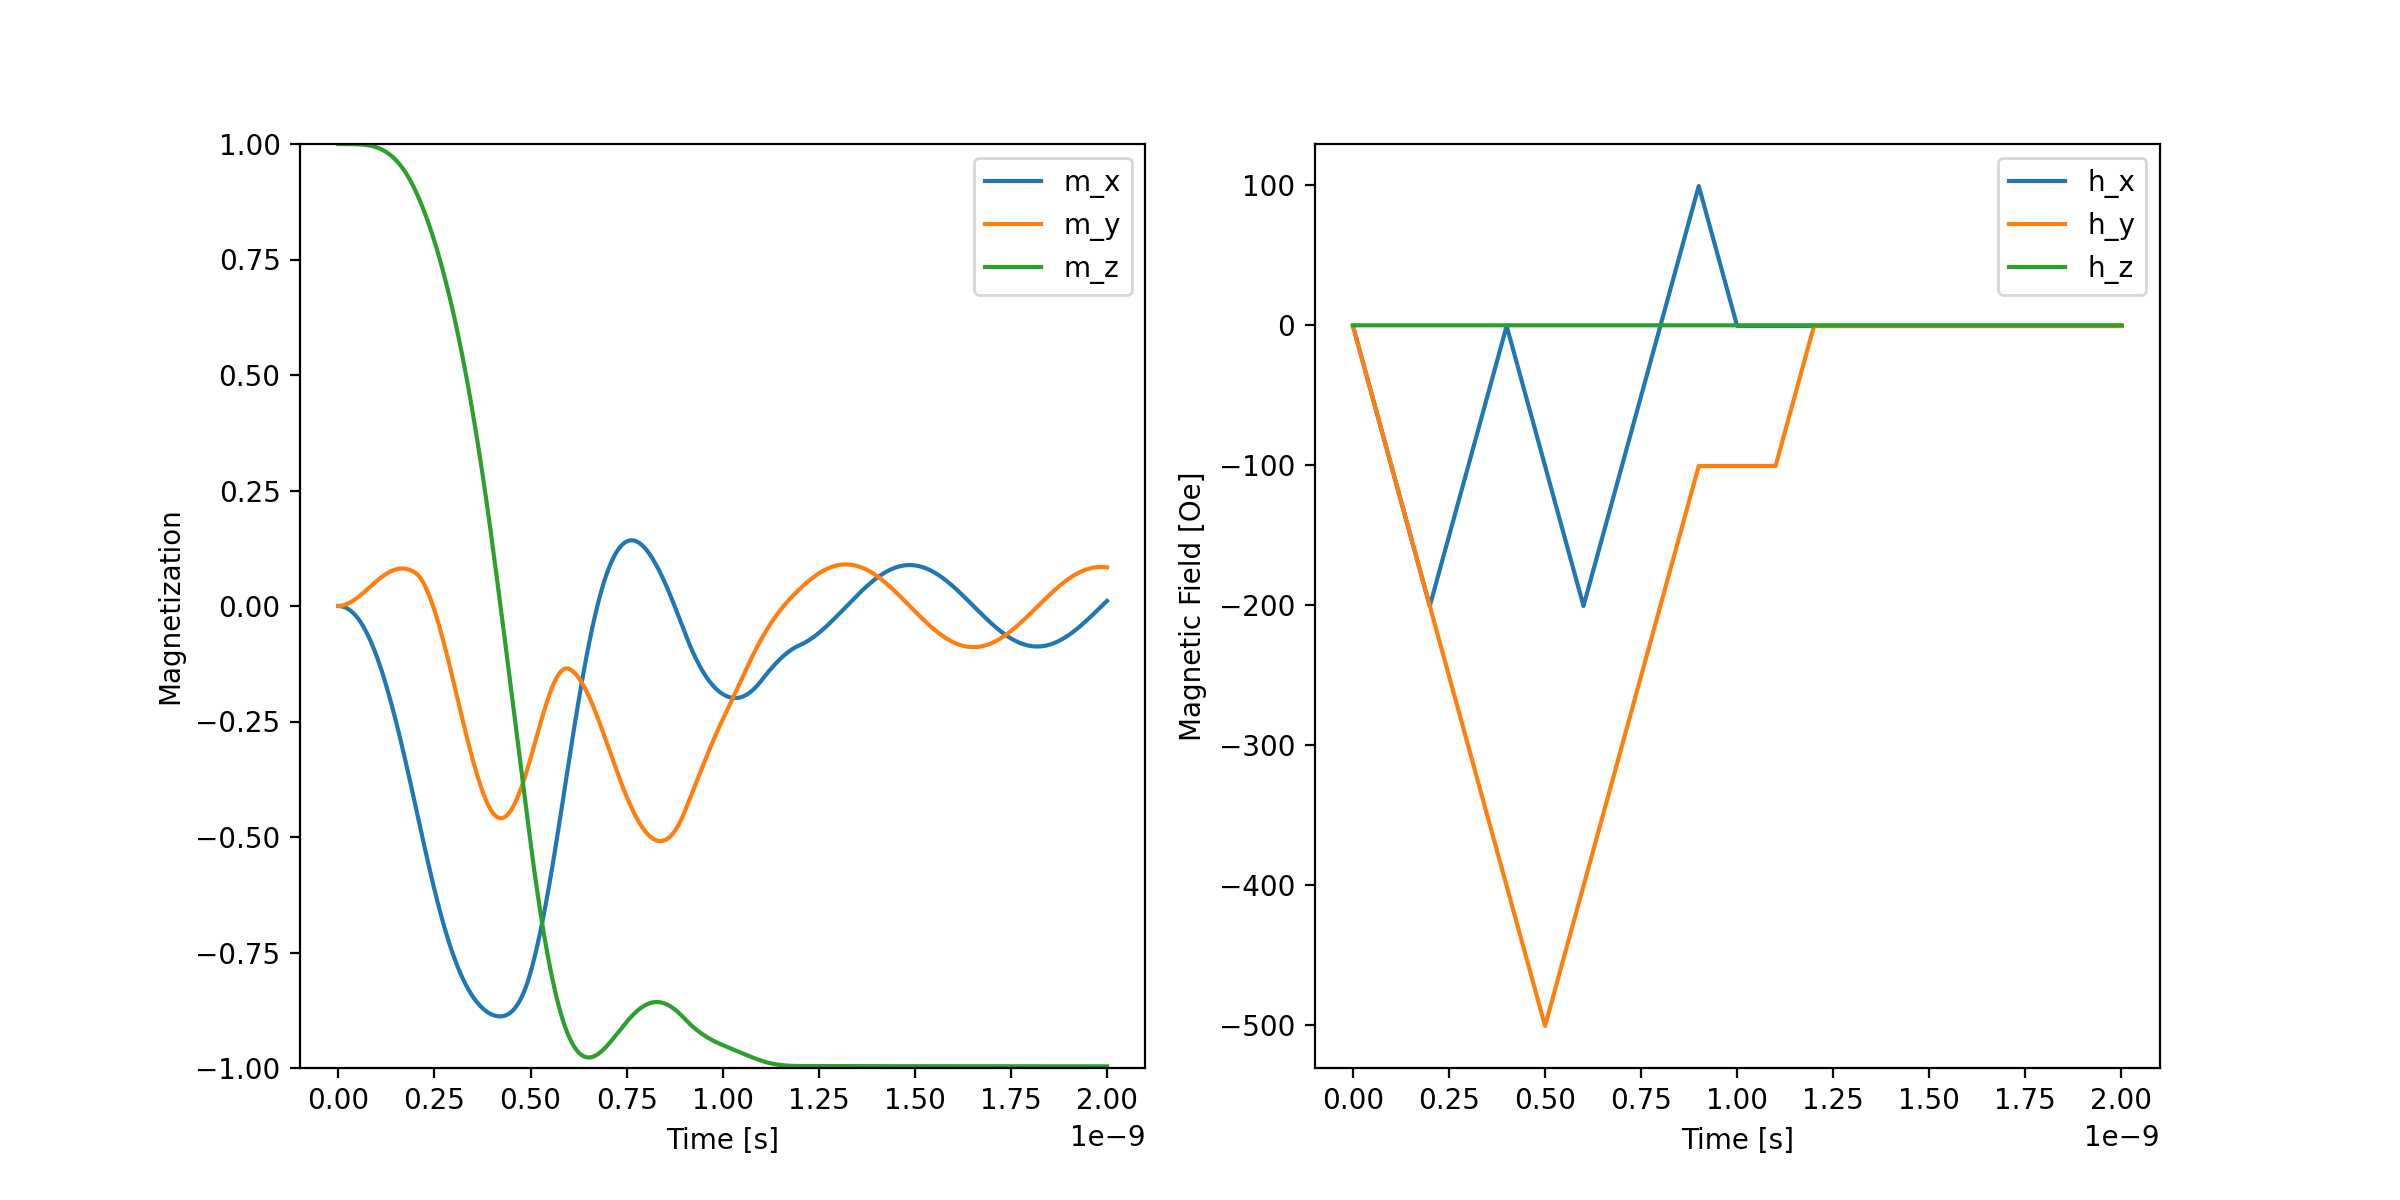 1.00
0.75
0.50
0.25
0.00
−0.25
−0.50
−0.75
−1.00
Magnetization
m_x
m_y
m_z
0.00 0.25 0.50 0.75 1.00 1.25 1.50 1.75 2.00
Time [s]
1e−9
100
0
−100
−200
−300
−400
−500
Magnetic Field [Oe]
h_x
h_y
h_z
0.00 0.25 0.50 0.75 1.00 1.25 1.50 1.75 2.00
Time [s]
1e−9